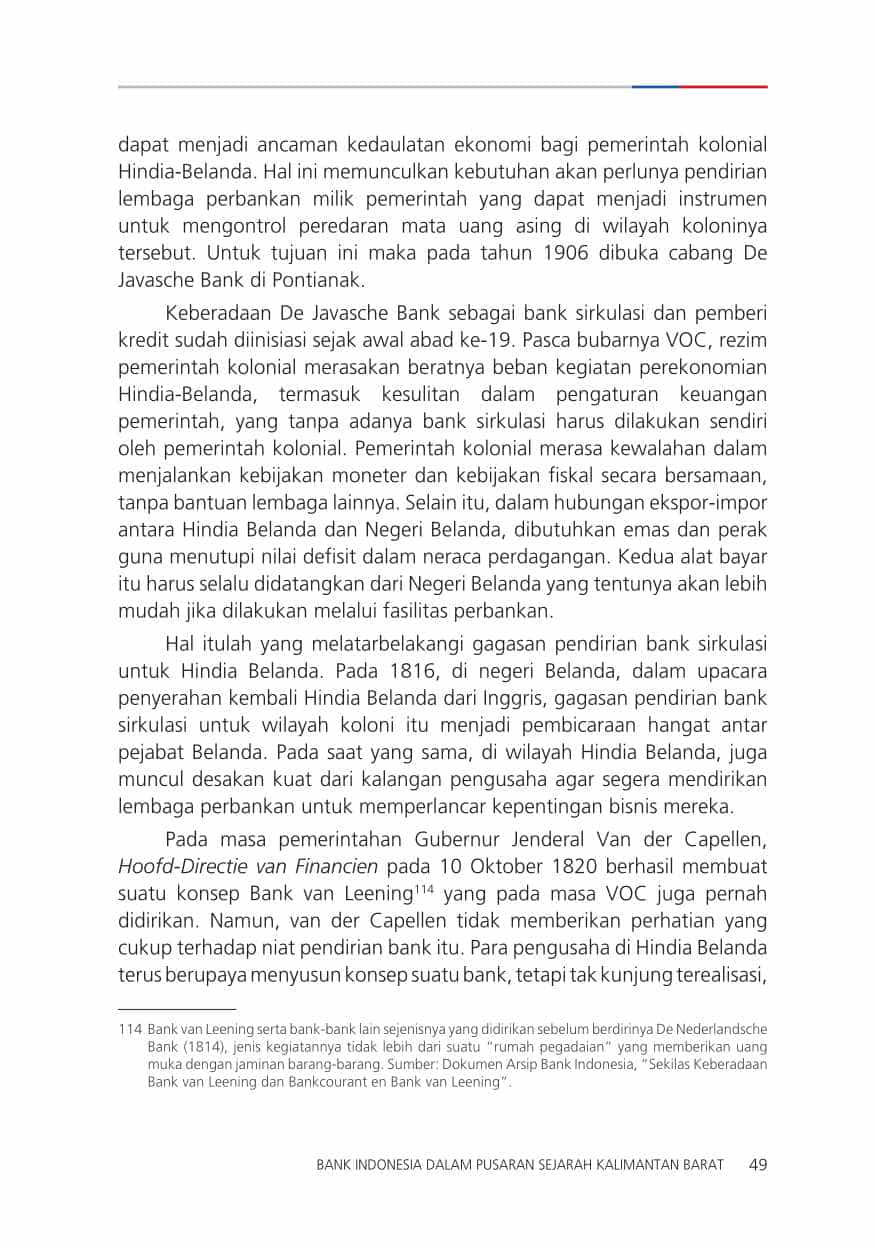 dapat menjadi ancaman kedaulatan ekonomi bagi pemerintah kolonial
Hindia-Belanda. Hal ini memunculkan kebutuhan akan perlunya pendirian
lembaga perbankan milik pemerintah yang dapat menjadi instrumen
untuk mengontrol peredaran mata uang asing di wilayah koloninya
tersebut. Untuk tujuan ini maka pada tahun 1906 dibuka cabang De
Javasche Bank di Pontianak.
Keberadaan De Javasche Bank sebagai bank sirkulasi dan pemberi
kredit sudah diinisiasi sejak awal abad ke-19. Pasca bubarnya VOC, rezim
pemerintah kolonial merasakan beratnya beban kegiatan perekonomian
Hindia-Belanda, termasuk kesulitan dalam pengaturan keuangan
pemerintah, yang tanpa adanya bank sirkulasi harus dilakukan sendiri
oleh pemerintah kolonial. Pemerintah kolonial merasa kewalahan dalam
menjalankan kebijakan moneter dan kebijakan fiskal secara bersamaan,
tanpa bantuan lembaga lainnya. Selain itu, dalam hubungan ekspor-impor
antara Hindia Belanda dan Negeri Belanda, dibutuhkan emas dan perak
guna menutupi nilai defisit dalam neraca perdagangan. Kedua alat bayar
itu harus selalu didatangkan dari Negeri Belanda yang tentunya akan lebih
mudah jika dilakukan melalui fasilitas perbankan.
Hal itulah yang melatarbelakangi gagasan pendirian bank sirkulasi
untuk Hindia Belanda. Pada 1816, di negeri Belanda, dalam upacara
penyerahan kembali Hindia Belanda dari Inggris, gagasan pendirian bank
sirkulasi untuk wilayah koloni itu menjadi pembicaraan hangat antar
pejabat Belanda. Pada saat yang sama, di wilayah Hindia Belanda, juga
muncul desakan kuat dari kalangan pengusaha agar segera mendirikan
lembaga perbankan untuk memperlancar kepentingan bisnis mereka.
Pada masa pemerintahan Gubernur Jenderal Van der Capellen,
Hoofd-Directie van Financien pada 10 Oktober 1820 berhasil membuat
suatu konsep Bank van Leening114 yang pada masa VOC juga pernah
didirikan. Namun, van der Capellen tidak memberikan perhatian yang
cukup terhadap niat pendirian bank itu. Para pengusaha di Hindia Belanda
terus berupaya menyusun konsep suatu bank, tetapi tak kunjung terealisasi,
114 Bank van Leening serta bank-bank lain sejenisnya yang didirikan sebelum berdirinya De Nederlandsche
Bank (1814), jenis kegiatannya tidak lebih dari suatu “rumah pegadaian” yang memberikan uang
muka dengan jaminan barang-barang. Sumber: Dokumen Arsip Bank Indonesia, “Sekilas Keberadaan
Bank van Leening dan Bankcourant en Bank van Leening”.
BANK INDONESIA DALAM PUSARAN SEJARAH KALIMANTAN BARAT 49